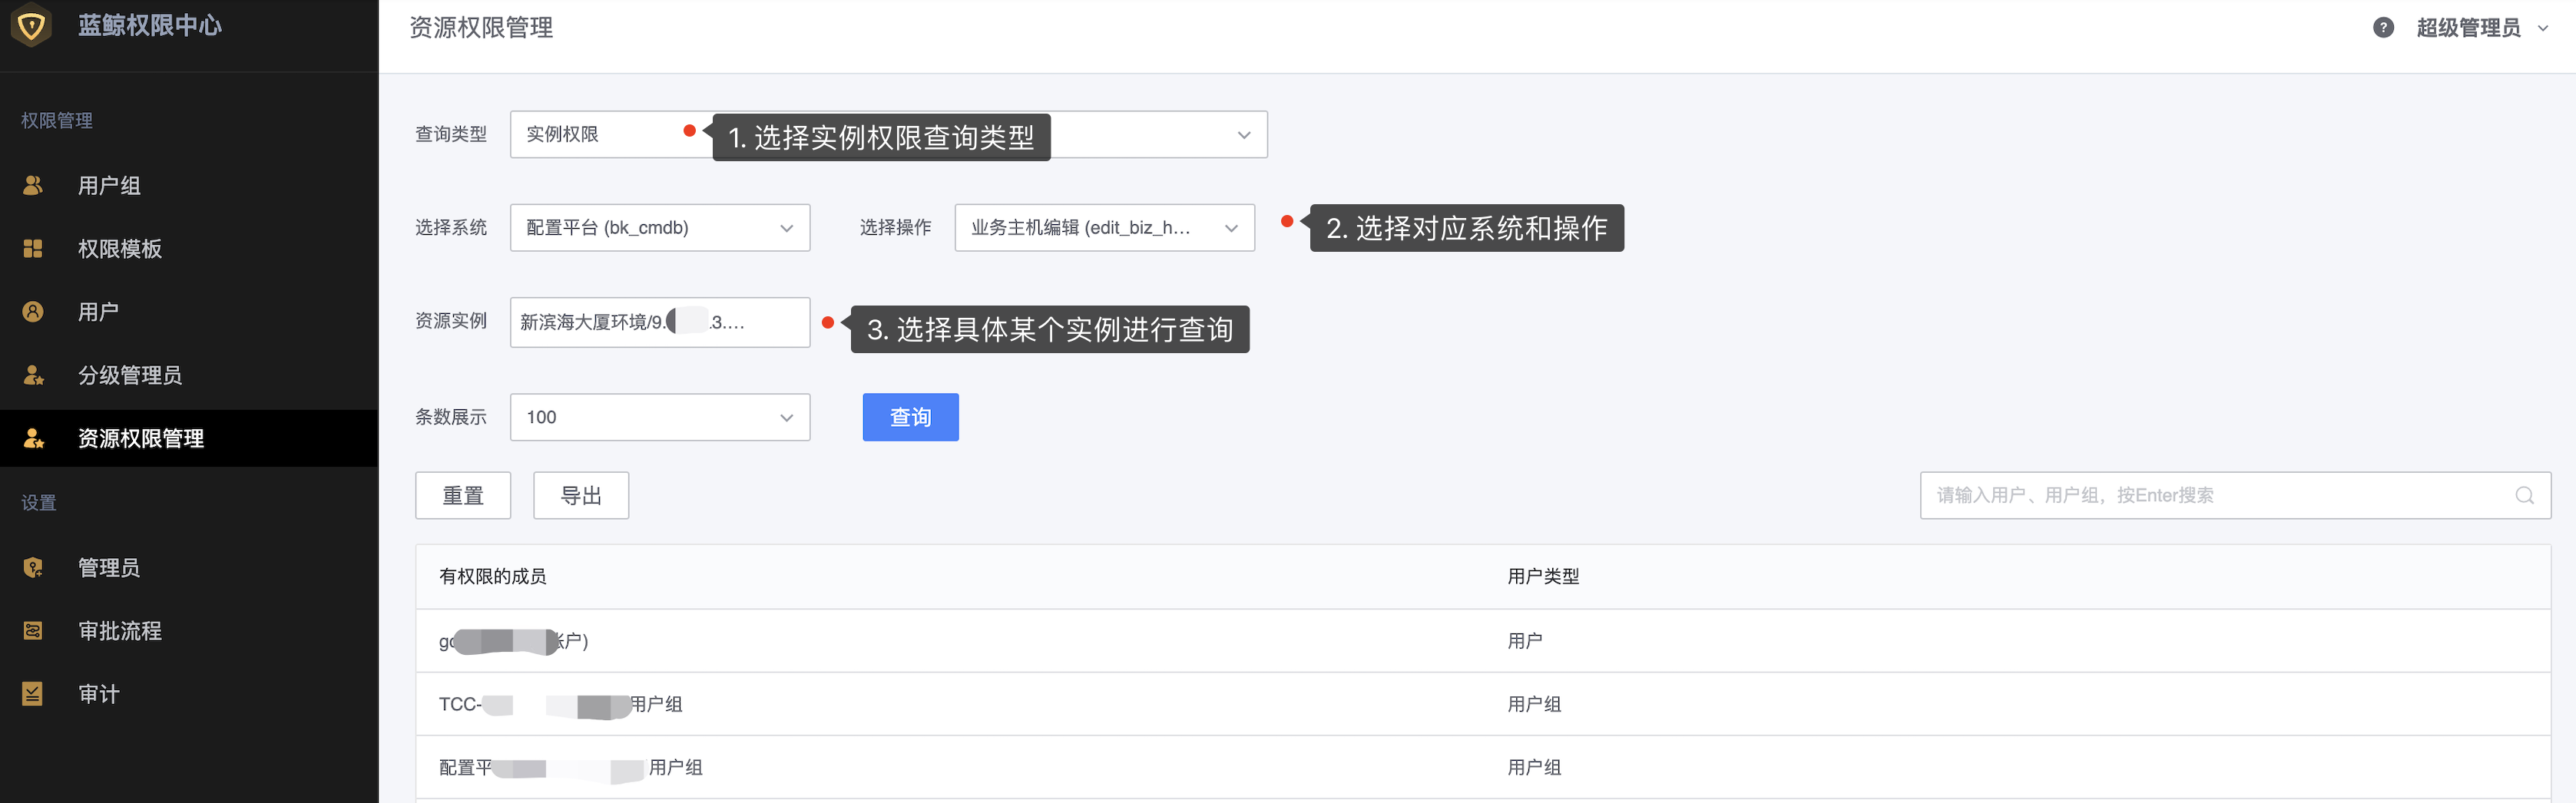 蓝鲸权限中心
资源权限管理
超级管理员
权限管理
用户组
权限模板
用户
分级管理员
资源权限管理
设置
管理员
审批流程
审计
查询类型
实例权限
1. 选择实例权限查询类型
选择系统
配置平台 (bk_cmdb)
选择操作
业务主机编辑 (edit_biz_h...
2. 选择对应系统和操作
资源实例
新滨海大厦环境/9. 3....
3. 选择具体某个实例进行查询
条数展示
100
查询
重置
导出
请输入用户、用户组，按Enter搜索
有权限的成员
用户类型
户)
用户
TCC- 用户组
用户组
配置平 用户组
用户组